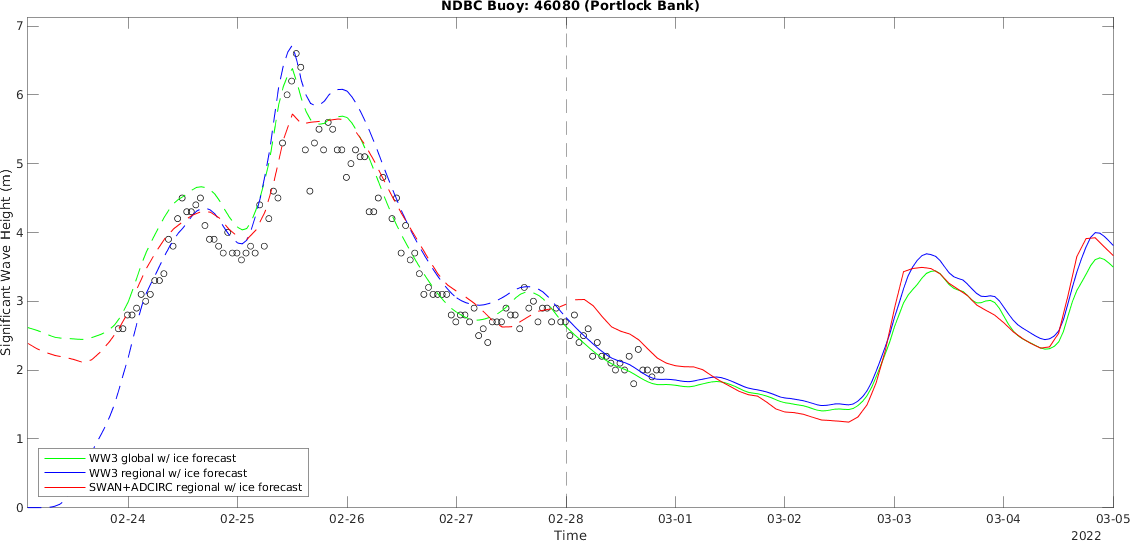 NDBC Buoy: 46080 (Portlock Bank)
7
6
5
4
3
2
1
0
Significant Wave Height (m)
WW3 global w/ ice forecast
WW3 regional w/ ice forecast
SWAN+ADCIRC regional w/ ice forecast
02-24 02-25 02-26 02-27 02-28 03-01 03-02 03-03 03-04 03-05
Time
2022